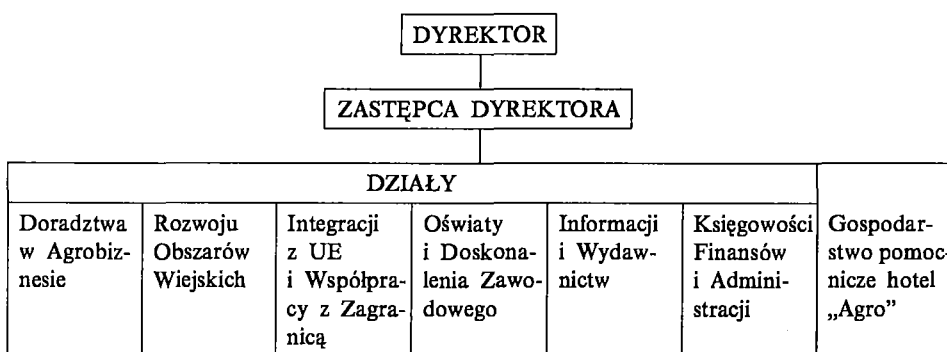 DYREKTOR
ZASTĘPCA DYREKTORA
DZIAŁY
Doradztwa
w Agrobiz-
nesie
Rozwoju
Obszarów
Wiejskich
Integracji
z UE
i Współpra-
cy z Zagra-
nicą
Oświaty
i Doskona-
lenia Zawo-
dowego
Informacji
i Wydaw-
nictw
Księgowości
Finansów
i Admini-
stracji
Gospodar-
stwo pomoc-
nicze hotel
„Agro”